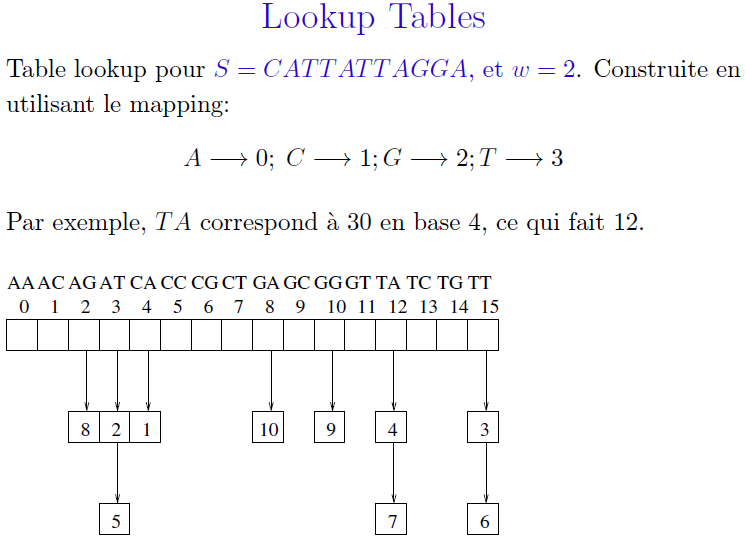 Lookup Tables
Table lookup pour S = CATTATTAGGA, et w = 2. Construite en
utilisant le mapping:
A ⟶ 0; C ⟶ 1; G ⟶ 2; T ⟶ 3
Par exemple, TA correspond à 30 en base 4, ce qui fait 12.
AA AC AG AT CA CC CG CT GA GC GG GT TA TC TG TT
0 1 2 3 4 5 6 7 8 9 10 11 12 13 14 15
8 2 1 10 9 4 3
5 7 6